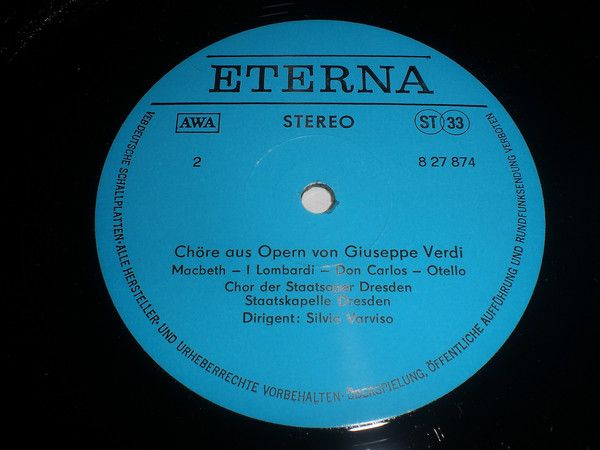 ETERNA
AWA STEREO ST 33
2 8 27 874
Chöre aus Opern von Giuseppe Verdi
Macbeth – I Lombardi – Don Carlos – Otello
Chor der Staatsoper Dresden
Staatskapelle Dresden
Dirigent: Silvio Varviso
VEB DEUTSCHE SCHALLPLATTEN · ALLE HERSTELLER- UND URHEBERRECHTE VORBEHALTEN · ÜBERSPIELUNG, ÖFFENTLICHE AUFFÜHRUNG UND RUNDFUNKSENDUNG VERBOTEN